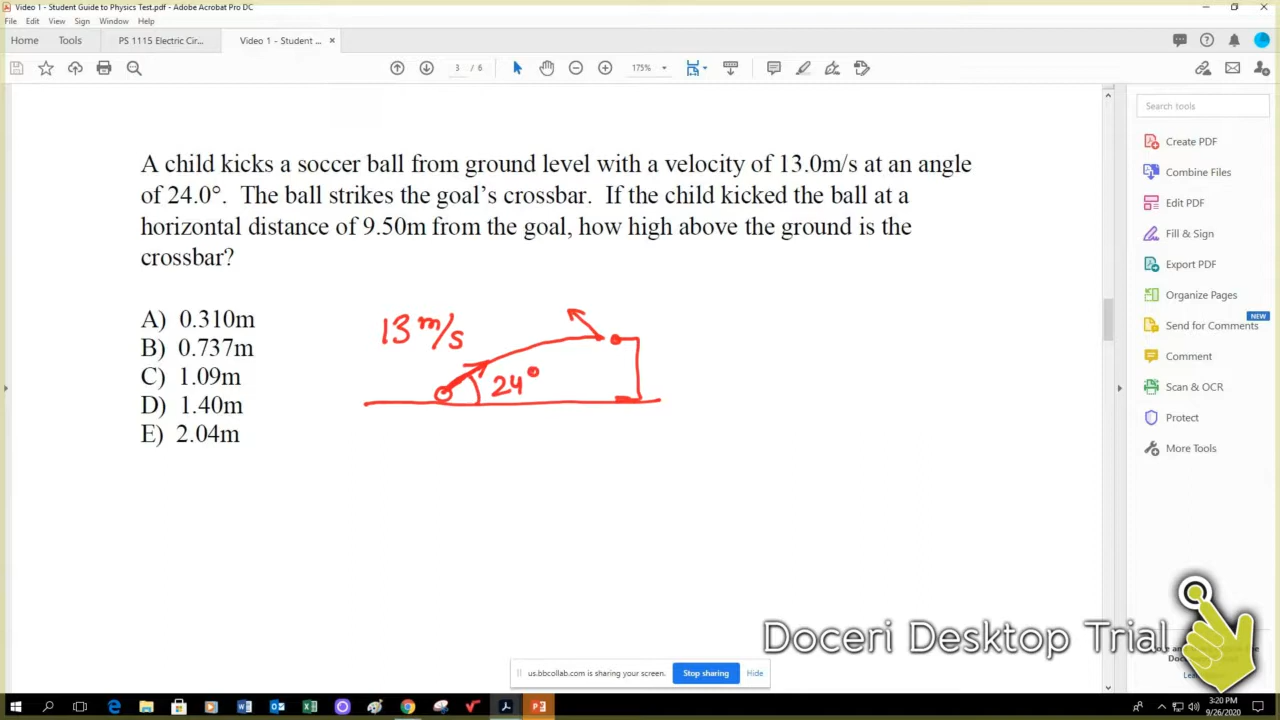 Video 1 - Student Guide to Physics Test.pdf - Adobe Acrobat Pro DC
File Edit View Sign Window Help
Home Tools PS 1115 Electric Cir... Video 1 - Student ... ×
3 / 6 175%
Search tools
A child kicks a soccer ball from ground level with a velocity of 13.0m/s at an angle
of 24.0°. The ball strikes the goal’s crossbar. If the child kicked the ball at a
horizontal distance of 9.50m from the goal, how high above the ground is the
crossbar?
A) 0.310m
B) 0.737m
C) 1.09m
D) 1.40m
E) 2.04m
13 m/s
24°
Create PDF
Combine Files
Edit PDF
Fill & Sign
Export PDF
Organize Pages
NEW
Send for Comments
Comment
Scan & OCR
Protect
More Tools
Doceri Desktop Trial
us.bbcollab.com is sharing your screen. Stop sharing Hide
3:20 PM
9/26/2020